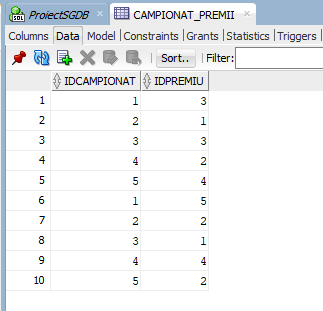 SQL ProiectSGDB × CAMPIONAT_PREMII ×
Columns Data Model Constraints Grants Statistics Triggers
Sort.. Filter:
IDCAMPIONAT IDPREMIU
1 1 3
2 2 1
3 3 3
4 4 2
5 5 4
6 1 5
7 2 2
8 3 1
9 4 4
10 5 2